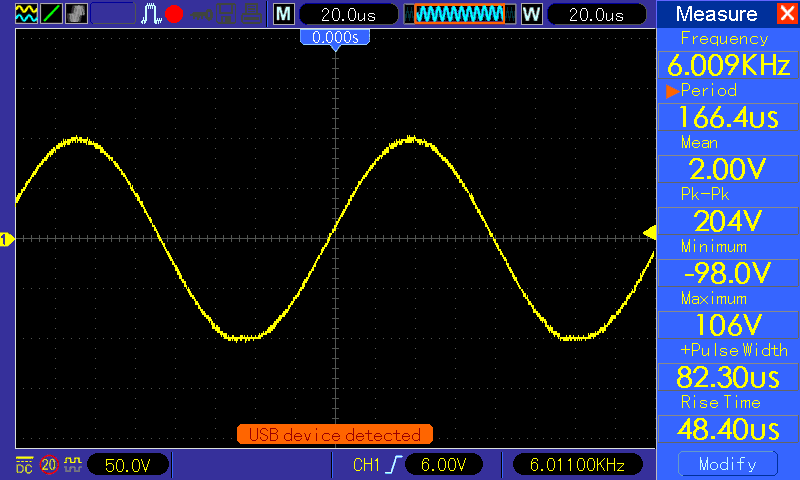 M 20.0us W 20.0us Measure
0.000s
Frequency
6.009KHz
Period
166.4us
Mean
2.00V
Pk-Pk
204V
Minimum
-98.0V
Maximum
106V
+Pulse Width
82.30us
Rise Time
48.40us
1
USB device detected
DC 20 50.0V CH1 6.00V 6.01100KHz Modify